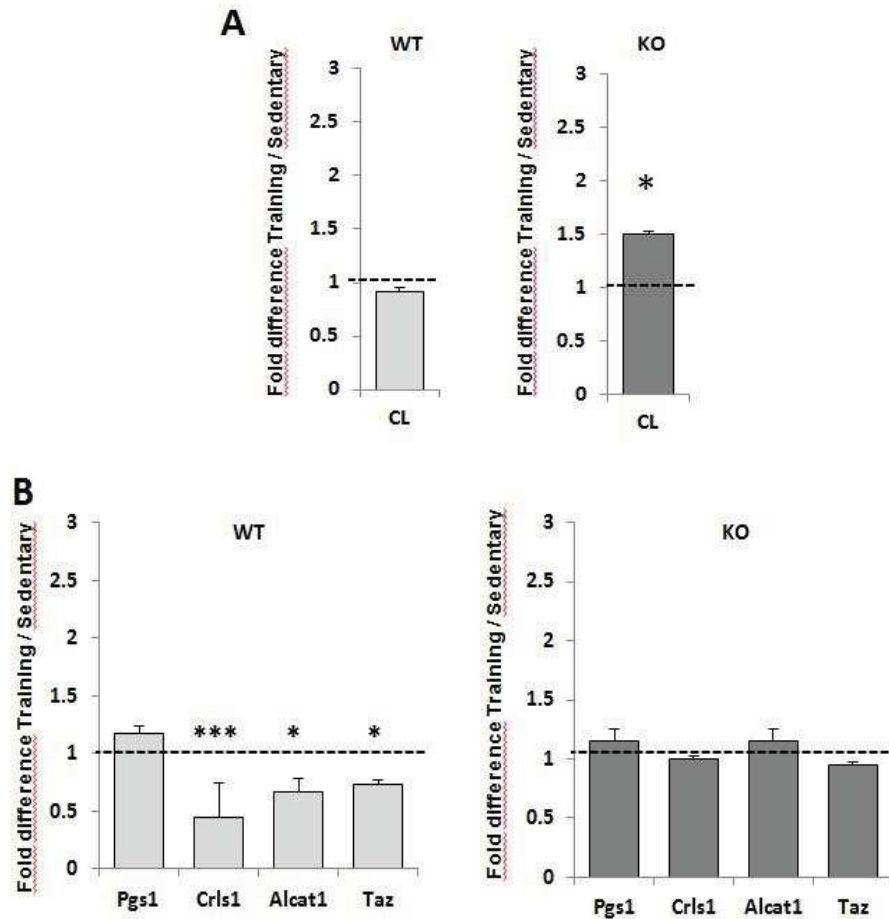 A
WT
Fold difference Training / Sedentary
3
2.5
2
1.5
1
0.5
0
CL
KO
Fold difference Training / Sedentary
3
2.5
2
*
1.5
1
0.5
0
CL
B
WT
Fold difference Training / Sedentary
3
2.5
2
1.5
*** * *
1
0.5
0
Pgs1 Crls1 Alcat1 Taz
KO
Fold difference Training / Sedentary
3
2.5
2
1.5
1
0.5
0
Pgs1 Crls1 Alcat1 Taz